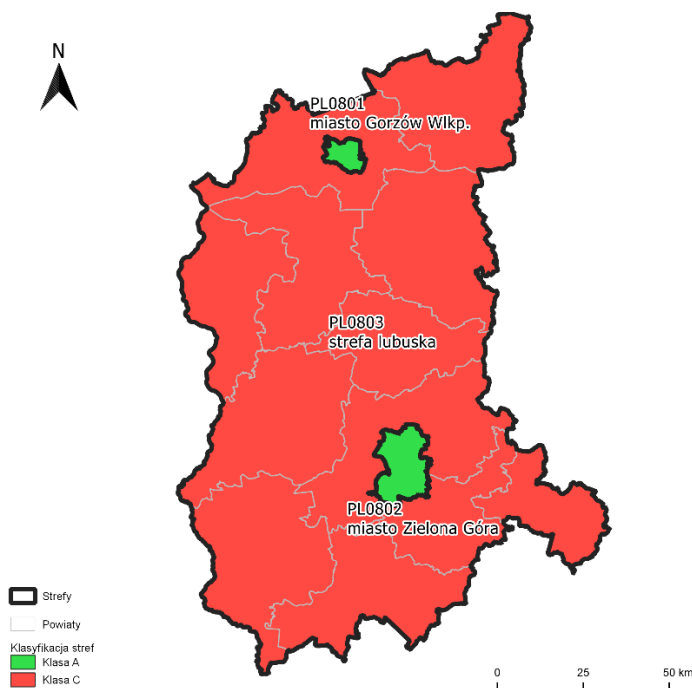 N
PL0801
miasto Gorzów Wlkp.
PL0803
strefa lubuska
PL0802
miasto Zielona Góra
Strefy
Powiaty
Klasyfikacja stref
Klasa A
Klasa C
0 25 50 km